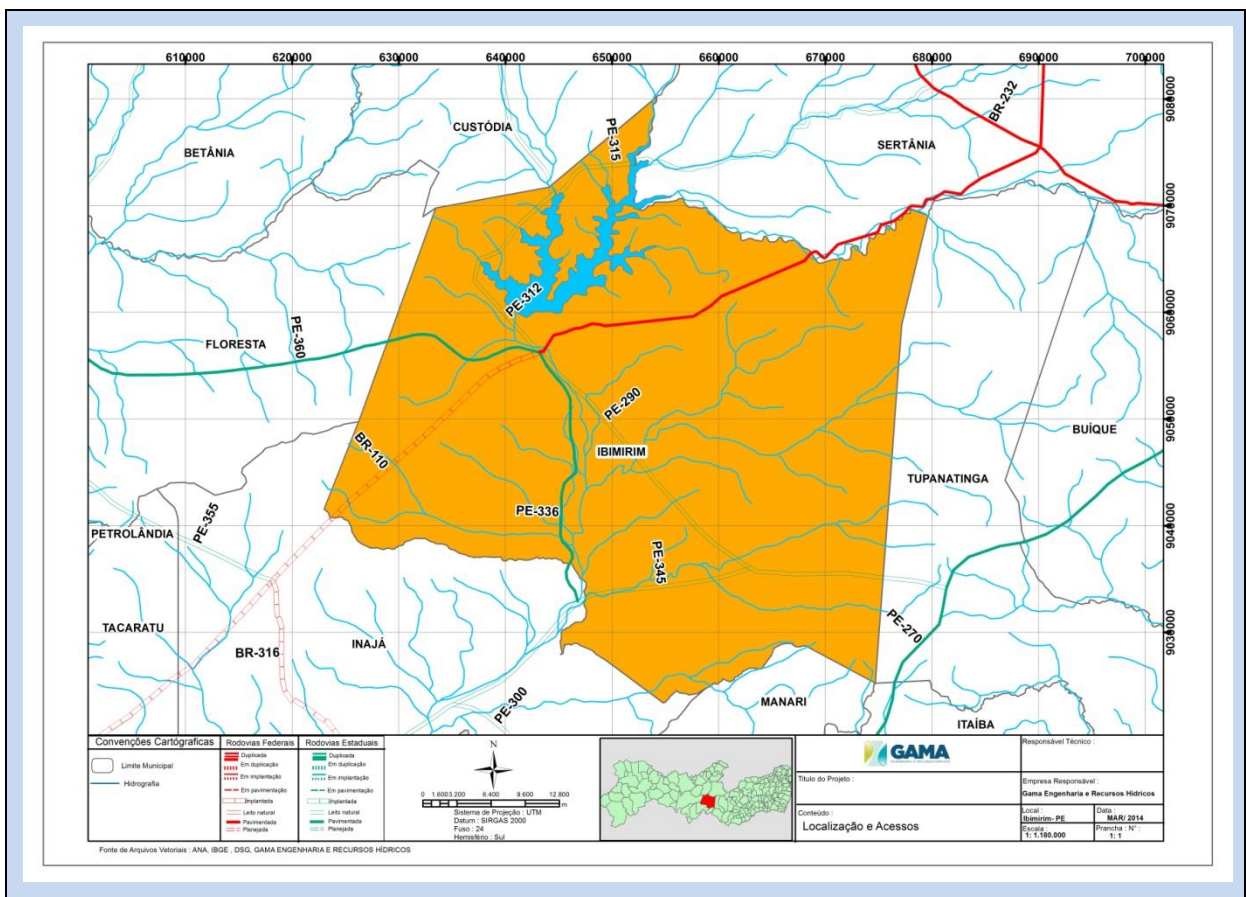 610000 620000 630000 640000 650000 660000 670000 680000 690000 700000
9080000
9070000
9060000
9050000
9040000
9030000
BR-232
CUSTÓDIA
PE-315
SERTÂNIA
BETÂNIA
PE-312
PE-360
FLORESTA
PE-290
BUÍQUE
BR-110
IBIMIRIM
TUPANATINGA
PE-355
PE-336
PETROLÂNDIA
PE-345
TACARATU
PE-270
INAJÁ
BR-316
PE-300
MANARI
ITAÍBA
Convenções Cartógraficas
Limite Municipal
Hidrografia
Rodovias Federais
Duplicada
Em duplicação
Em implantação
Em pavimentação
Implantada
Leito natural
Pavimentada
Planejada
Rodovias Estaduais
Duplicada
Em duplicação
Em implantação
Em pavimentação
Implantada
Leito natural
Pavimentada
Planejada
N
0 1.600 3.200 6.400 9.600 12.800
m
Sistema de Projeção : UTM
Datum : SIRGAS 2000
Fuso : 24
Hemisfério : Sul
GAMA
Responsável Técnico :
Titulo do Projeto :
Empresa Responsável :
Gama Engenharia e Recursos Hídricos
Conteúdo :
Localização e Acessos
Local :
Ibimirim- PE
Data :
MAR/ 2014
Escala :
1: 1.180.000
Prancha : N° :
1: 1
Fonte de Arquivos Vetoriais : ANA, IBGE , DSG, GAMA ENGENHARIA E RECURSOS HÍDRICOS